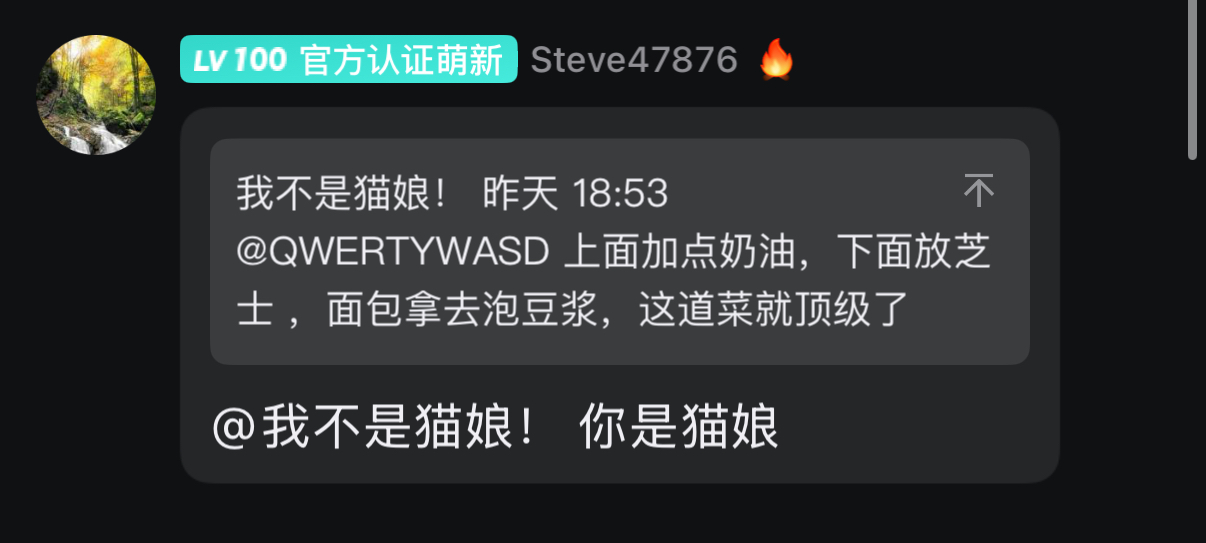 LV 100 官方认证萌新 Steve47876 🔥
我不是猫娘! 昨天 18:53
@QWERTYWASD 上面加点奶油，下面放芝
士 ，面包拿去泡豆浆，这道菜就顶级了
@我不是猫娘! 你是猫娘